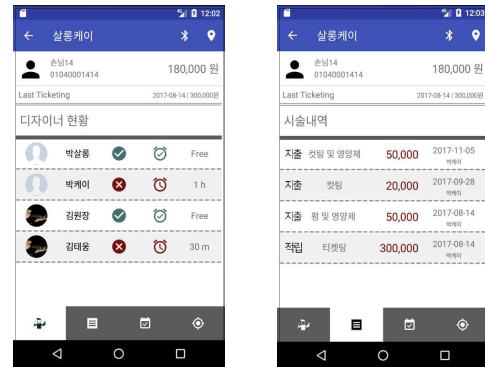 12:02
살롱케이
손님14
01040001414
180,000 원
Last Ticketing
2017-08-14 | 300,000원
디자이너 현황
박살롱 Free
박케이 1 h
김원장 Free
김태웅 30 m
12:03
살롱케이
손님14
01040001414
180,000 원
Last Ticketing
2017-08-14 | 300,000원
시술내역
지출 컷팅 및 영양제 50,000 2017-11-05
박케이
지출 컷팅 20,000 2017-09-28
박케이
지출 펌 및 영양제 50,000 2017-08-14
박케이
적립 티켓팅 300,000 2017-08-14
박케이